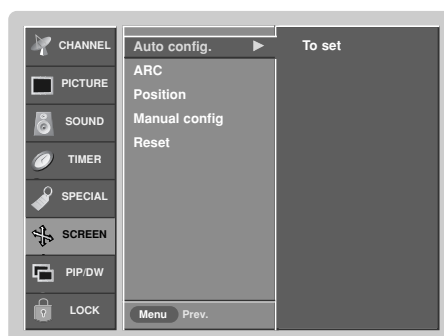 CHANNEL
PICTURE
SOUND
TIMER
SPECIAL
SCREEN
PIP/DW
LOCK
Auto config. ►
ARC
Position
Manual config
Reset
Menu Prev.
To set